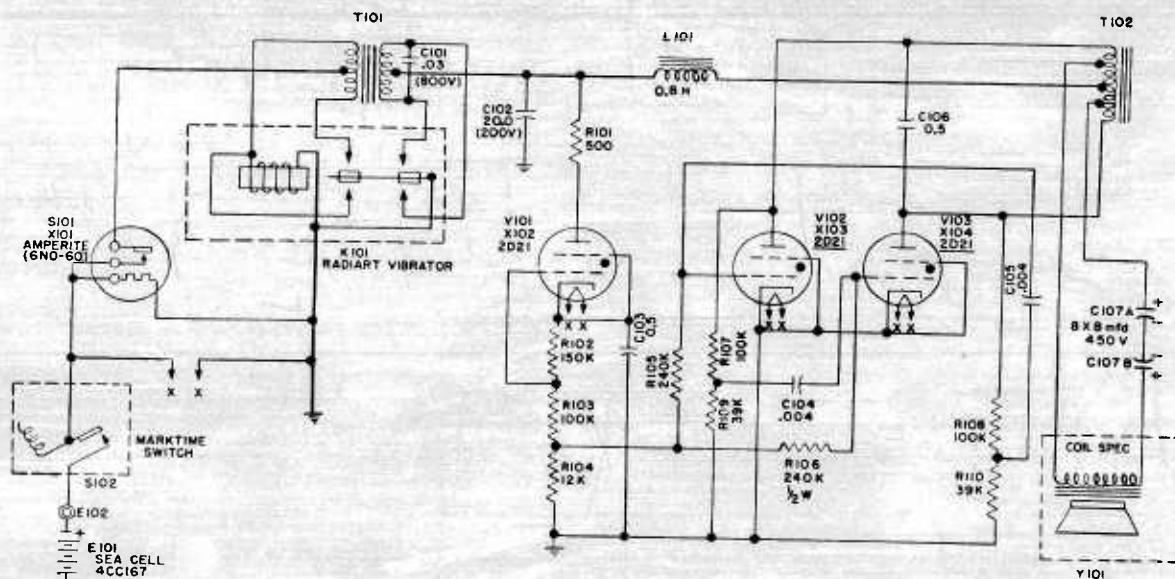 T101
C101
.03
(800V)
L101
0.8 H
T102
C102
20.0
(200V)
R101
500
C106
0.5
S101
X101
AMPERITE
(6NO-60)
K101
RADIART VIBRATOR
V101
X102
2D21
V102
X103
2D21
V103
X104
2D21
C105
.004
C107A
8 X 8 mfd
450 V
C107B
+
-
-
+
X X
X X
X X
X X
C103
0.5
R102
150K
R105
240K
R107
100K
R103
100K
R109
39K
C104
.004
R108
100K
MARKTIME
SWITCH
S102
R104
12K
R106
240K
1/2 W
R110
39K
COIL SPEC
E102
+
E101
SEA CELL
4CC167
Y101